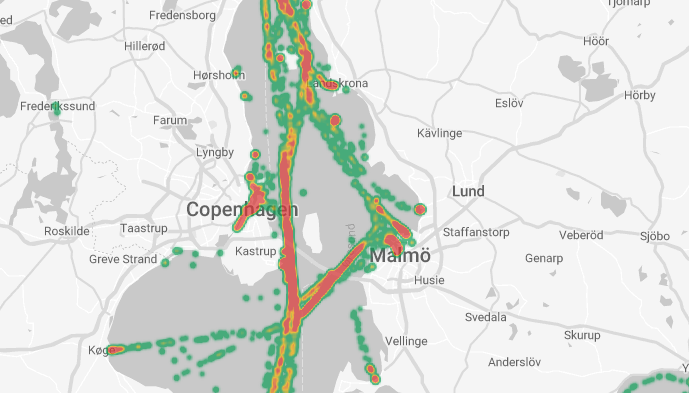 Tjörnarp
Fredensborg
Hillerød
Höör
Hørsholm
Landskrona
Hörby
Eslöv
Frederikssund
Farum
Kävlinge
Lyngby
Lund
Copenhagen
Roskilde
Taastrup
Staffanstorp
Veberöd
Sjöbo
Kastrup
Greve Strand
Malmö
Genarp
Husie
Svedala
Skurup
Vellinge
Køge
Anderslöv